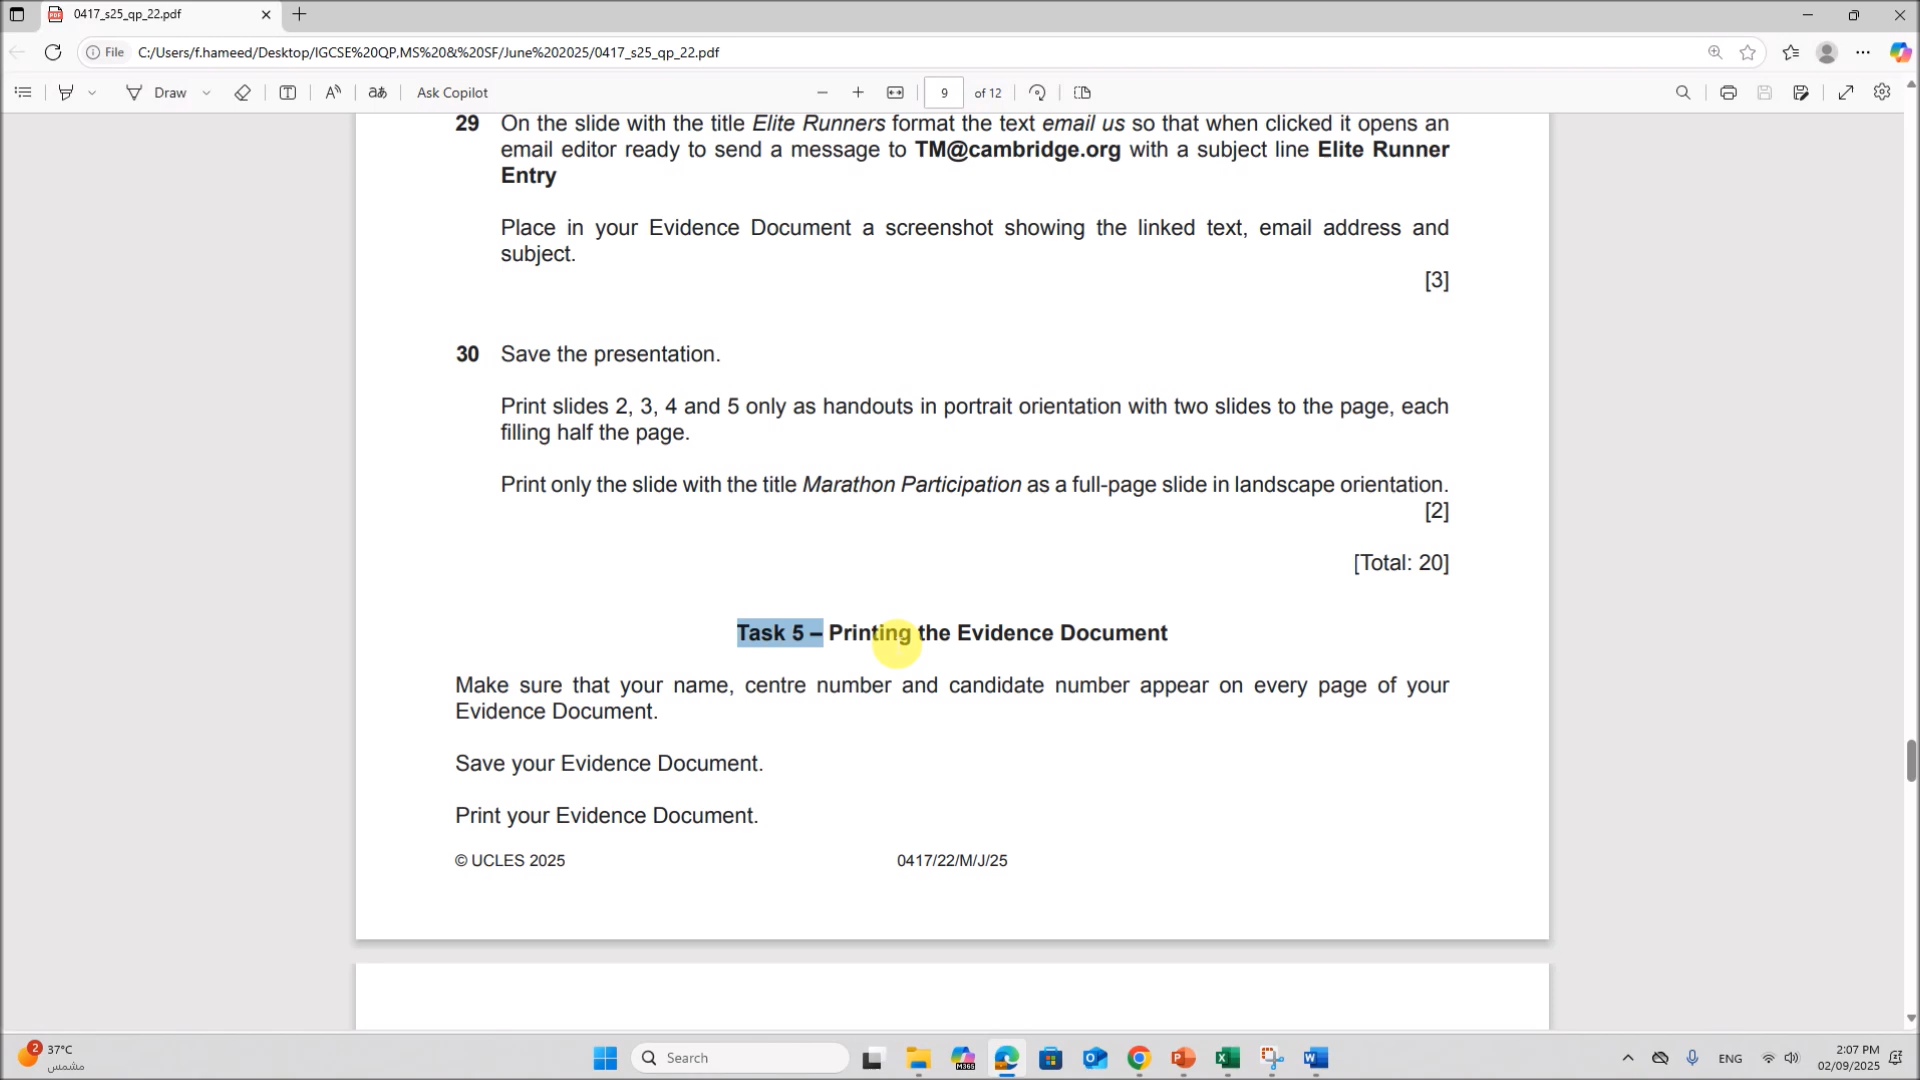 0417_s25_qp_22.pdf
File C:/Users/f.hameed/Desktop/IGCSE%20QP,MS%20&%20SF/June%202025/0417_s25_qp_22.pdf
Draw Ask Copilot 9 of 12
29 On the slide with the title Elite Runners format the text email us so that when clicked it opens an
email editor ready to send a message to TM@cambridge.org with a subject line Elite Runner
Entry
Place in your Evidence Document a screenshot showing the linked text, email address and
subject.
[3]
30 Save the presentation.
Print slides 2, 3, 4 and 5 only as handouts in portrait orientation with two slides to the page, each
filling half the page.
Print only the slide with the title Marathon Participation as a full-page slide in landscape orientation.
[2]
[Total: 20]
Task 5 – Printing the Evidence Document
Make sure that your name, centre number and candidate number appear on every page of your
Evidence Document.
Save your Evidence Document.
Print your Evidence Document.
© UCLES 2025 0417/22/M/J/25
2 37°C
مشمس
Search
M365
ENG
2:07 PM
02/09/2025